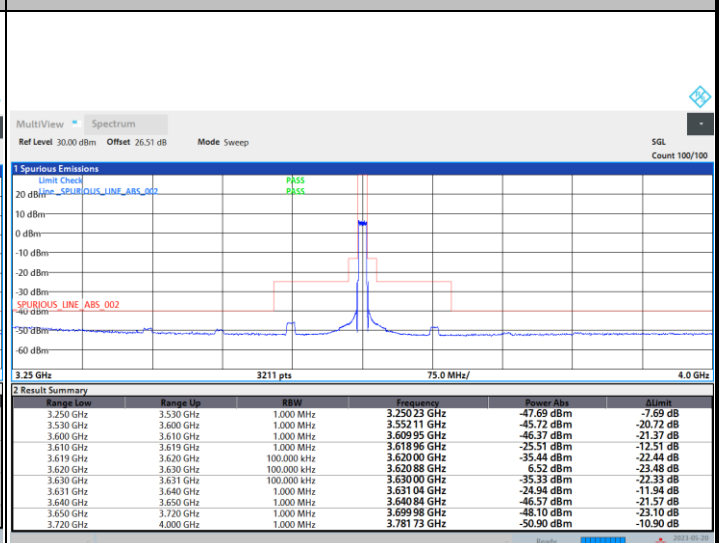 MultiView Spectrum
Ref Level 30.00 dBm Offset 26.51 dB Mode Sweep SGL
Count 100/100
1 Spurious Emissions
Limit Check PASS
20 dBm Line _SPURIOUS_LINE_ABS_002 PASS
10 dBm
0 dBm
-10 dBm
-20 dBm
-30 dBm
SPURIOUS_LINE_ABS_002
-40 dBm
-50 dBm
-60 dBm
3.25 GHz 3211 pts 75.0 MHz/ 4.0 GHz
2 Result Summary
Range Low Range Up RBW Frequency Power Abs ΔLimit
3.250 GHz 3.530 GHz 1.000 MHz 3.250 23 GHz -47.69 dBm -7.69 dB
3.530 GHz 3.600 GHz 1.000 MHz 3.552 11 GHz -45.72 dBm -20.72 dB
3.600 GHz 3.610 GHz 1.000 MHz 3.609 95 GHz -46.37 dBm -21.37 dB
3.610 GHz 3.619 GHz 1.000 MHz 3.618 96 GHz -25.51 dBm -12.51 dB
3.619 GHz 3.620 GHz 100.000 kHz 3.620 00 GHz -35.44 dBm -22.44 dB
3.620 GHz 3.630 GHz 100.000 kHz 3.620 88 GHz 6.52 dBm -23.48 dB
3.630 GHz 3.631 GHz 100.000 kHz 3.630 00 GHz -35.33 dBm -22.33 dB
3.631 GHz 3.640 GHz 1.000 MHz 3.631 04 GHz -24.94 dBm -11.94 dB
3.640 GHz 3.650 GHz 1.000 MHz 3.640 84 GHz -46.57 dBm -21.57 dB
3.650 GHz 3.720 GHz 1.000 MHz 3.699 98 GHz -48.10 dBm -23.10 dB
3.720 GHz 4.000 GHz 1.000 MHz 3.781 73 GHz -50.90 dBm -10.90 dB
Ready 2023-05-20